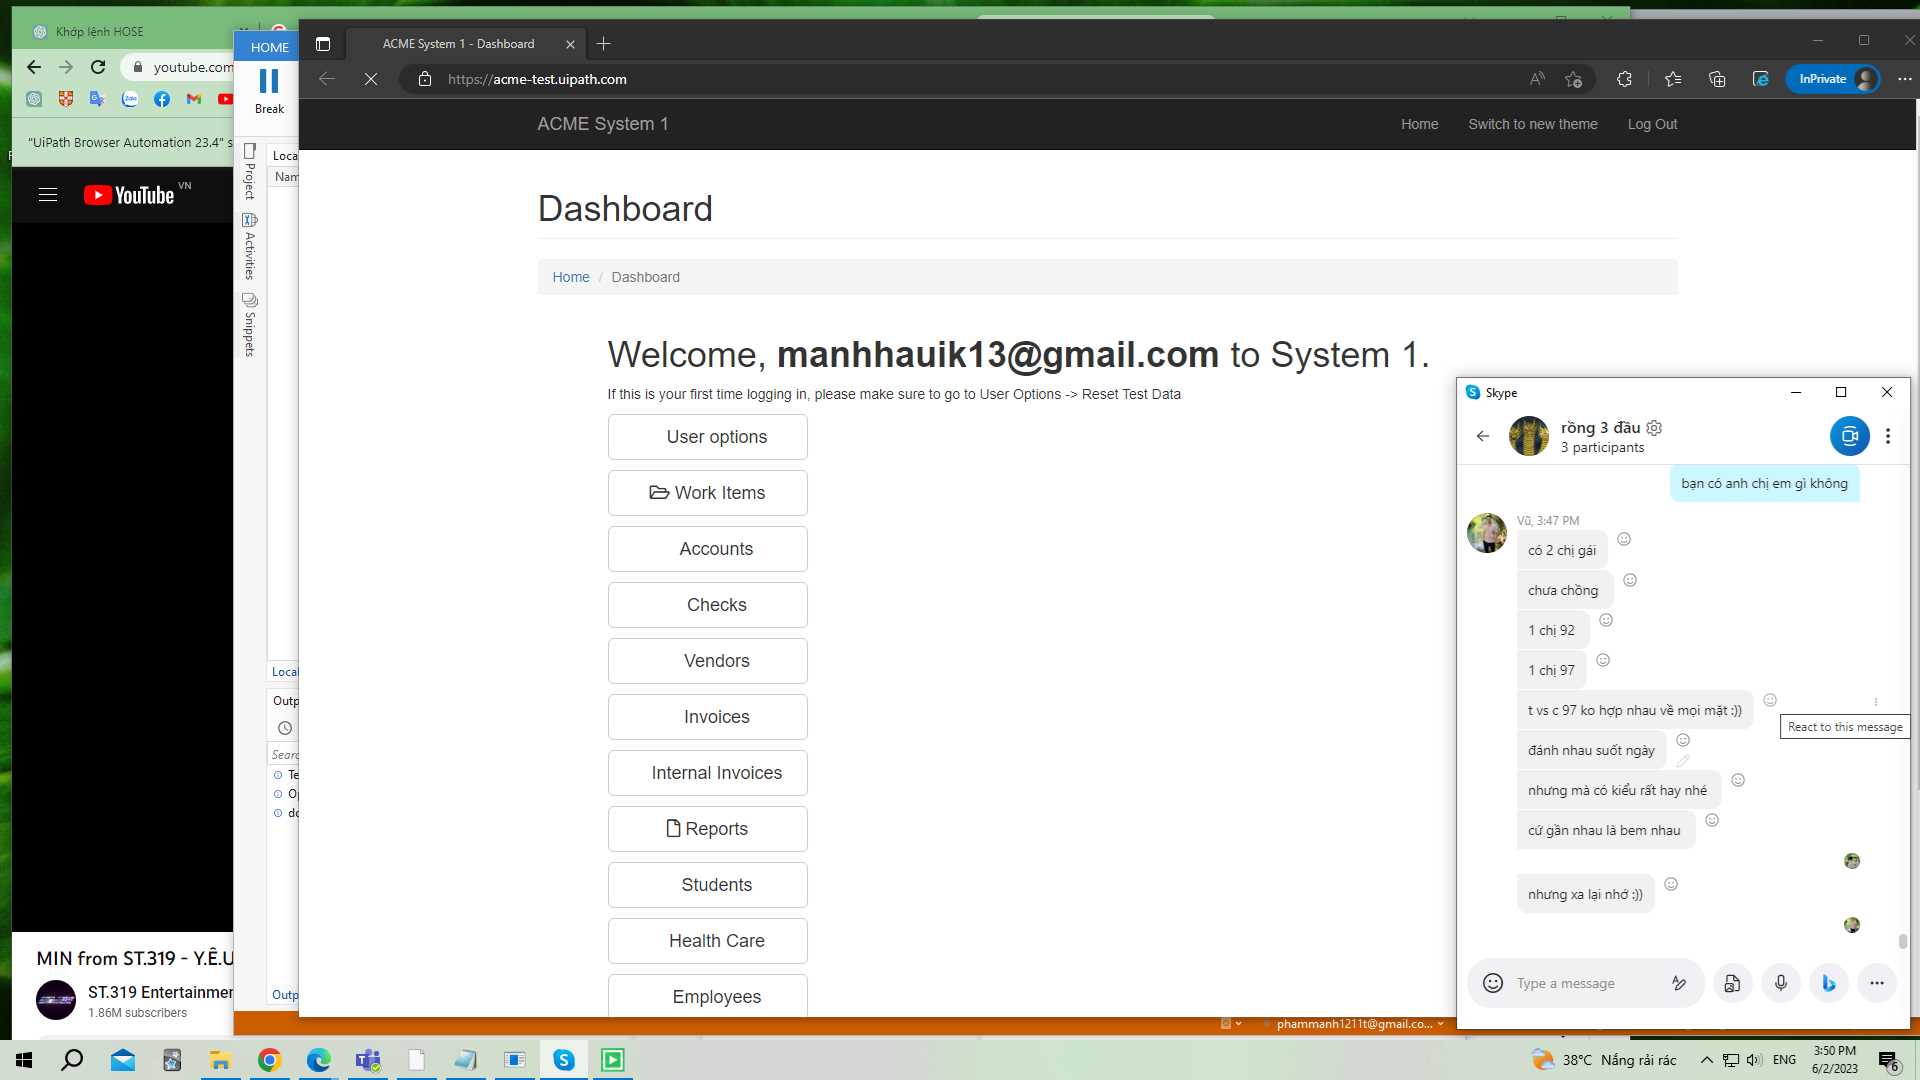 Khớp lệnh HOSE
youtube.com
"UiPath Browser Automation 23.4" s
YouTube VN
MIN from ST.319 - Y.Ê.U
ST.319 Entertainmen
1.86M subscribers
HOME
Break
Project
Activities
Snippets
Loca
Nam
Local
Outp
Searc
Te
Op
do
Outp
phammanh1211t@gmail.co...
ACME System 1 - Dashboard
https://acme-test.uipath.com
InPrivate
ACME System 1
Home
Switch to new theme
Log Out
Dashboard
Home / Dashboard
Welcome, manhhauik13@gmail.com to System 1.
If this is your first time logging in, please make sure to go to User Options -> Reset Test Data
User options
Work Items
Accounts
Checks
Vendors
Invoices
Internal Invoices
Reports
Students
Health Care
Employees
Skype
rồng 3 đầu
3 participants
bạn có anh chị em gì không
Vũ, 3:47 PM
có 2 chị gái
chưa chồng
1 chị 92
1 chị 97
t vs c 97 ko hợp nhau về mọi mặt :))
React to this message
đánh nhau suốt ngày
nhưng mà có kiểu rất hay nhé
cứ gần nhau là bem nhau
nhưng xa lại nhớ :))
Type a message
38°C Nắng rải rác
ENG
3:50 PM
6/2/2023
6